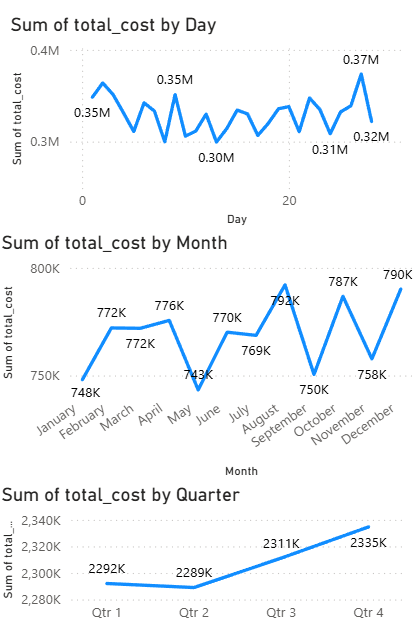 Sum of total_cost by Day
0.4M
0.37M
0.35M
0.35M
0.32M
0.3M
0.31M
0.30M
0
20
Sum of total_cost
Day
Sum of total_cost by Month
800K
790K
787K
792K
776K
772K
772K
770K
769K
743K
750K
758K
750K
748K
January
February
March
April
May
June
July
August
September
October
November
December
Sum of total_cost
Month
Sum of total_cost by Quarter
2,340K
2,320K
2,300K
2,280K
2292K
2289K
2311K
2335K
Qtr 1
Qtr 2
Qtr 3
Qtr 4
Sum of total_...